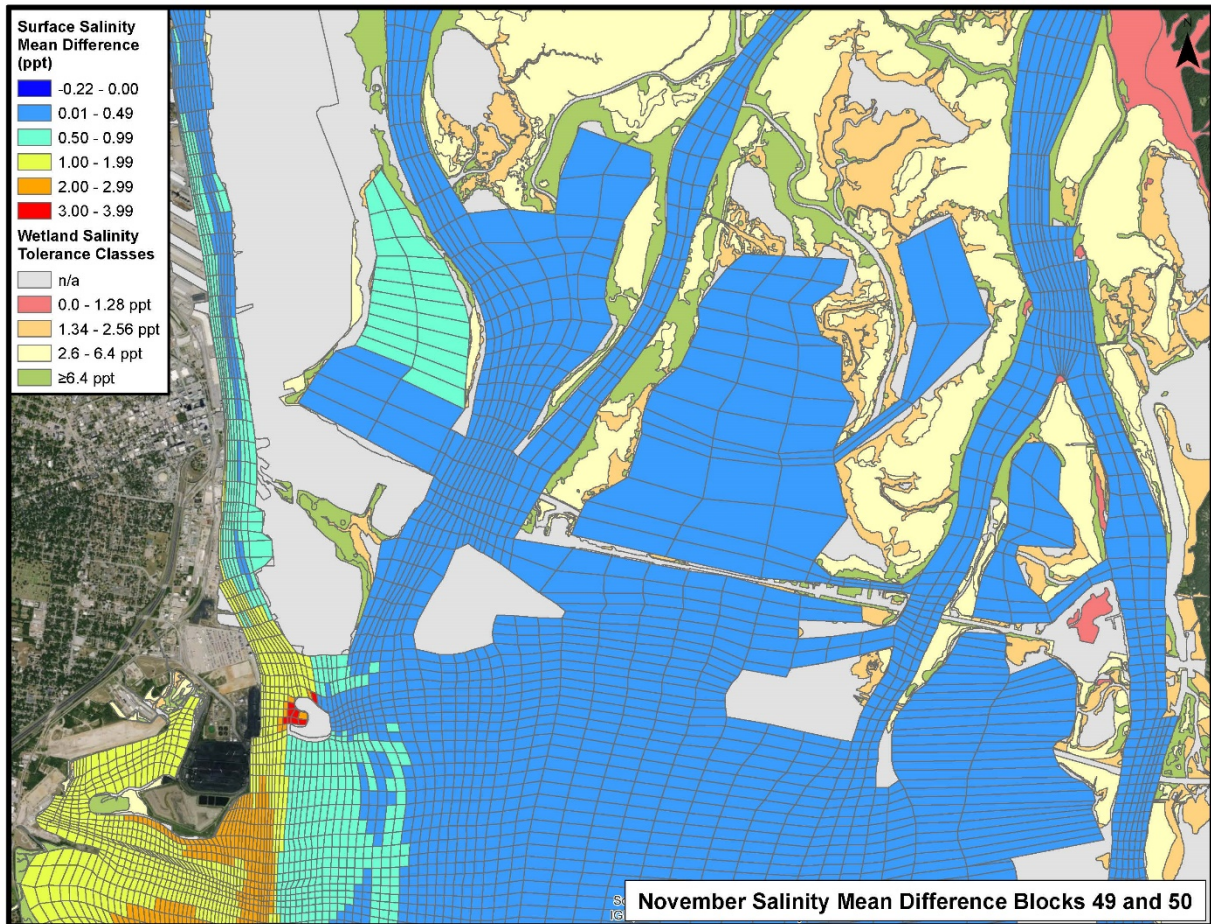 Surface Salinity
Mean Difference
(ppt)
-0.22 - 0.00
0.01 - 0.49
0.50 - 0.99
1.00 - 1.99
2.00 - 2.99
3.00 - 3.99
Wetland Salinity
Tolerance Classes
n/a
0.0 - 1.28 ppt
1.34 - 2.56 ppt
2.6 - 6.4 ppt
≥6.4 ppt
N
November Salinity Mean Difference Blocks 49 and 50